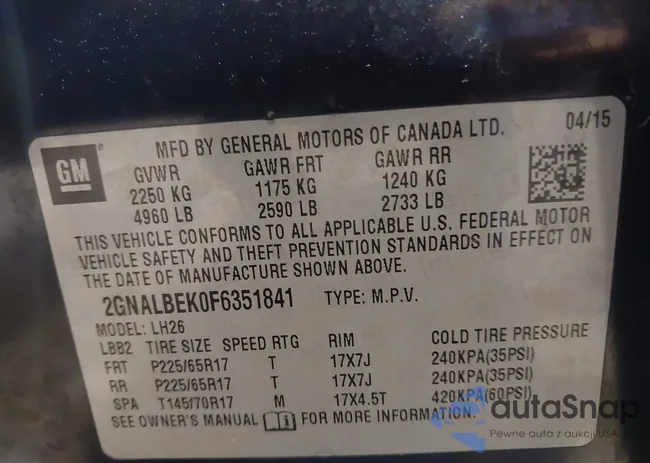 MFD BY GENERAL MOTORS OF CANADA LTD. 04/15
GM
GVWR GAWR FRT GAWR RR
2250 KG 1175 KG 1240 KG
4960 LB 2590 LB 2733 LB
THIS VEHICLE CONFORMS TO ALL APPLICABLE U.S. FEDERAL MOTOR
VEHICLE SAFETY AND THEFT PREVENTION STANDARDS IN EFFECT ON
THE DATE OF MANUFACTURE SHOWN ABOVE.
2GNALBEK0F6351841 TYPE: M.P.V.
MODEL: LH26
LBB2 TIRE SIZE SPEED RTG RIM COLD TIRE PRESSURE
FRT P225/65R17 T 17X7J 240KPA(35PSI)
RR P225/65R17 T 17X7J 240KPA(35PSI)
SPA T145/70R17 M 17X4.5T 420KPA(60PSI)
SEE OWNER'S MANUAL i FOR MORE INFORMATION.
autaSnap
Pewne auta z aukcji USA